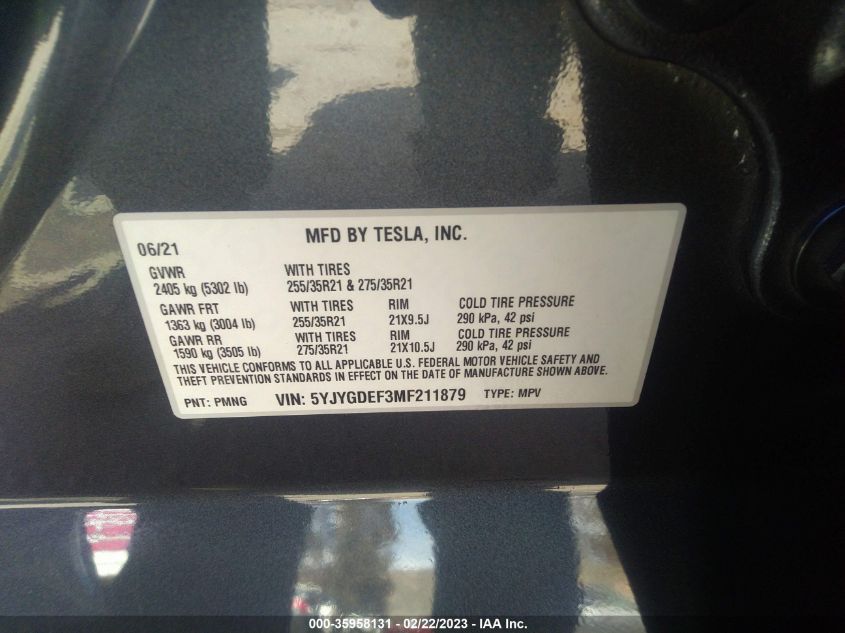 MFD BY TESLA, INC.
06/21
GVWR WITH TIRES
2405 kg (5302 lb) 255/35R21 & 275/35R21
GAWR FRT WITH TIRES RIM COLD TIRE PRESSURE
1363 kg (3004 lb) 255/35R21 21X9.5J 290 kPa, 42 psi
GAWR RR WITH TIRES RIM COLD TIRE PRESSURE
1590 kg (3505 lb) 275/35R21 21X10.5J 290 kPa, 42 psi
THIS VEHICLE CONFORMS TO ALL APPLICABLE U.S. FEDERAL MOTOR VEHICLE SAFETY AND
THEFT PREVENTION STANDARDS IN EFFECT ON THE DATE OF MANUFACTURE SHOWN ABOVE.
PNT: PMNG VIN: 5YJYGDEF3MF211879 TYPE: MPV
000-35958131 - 02/22/2023 - IAA Inc.